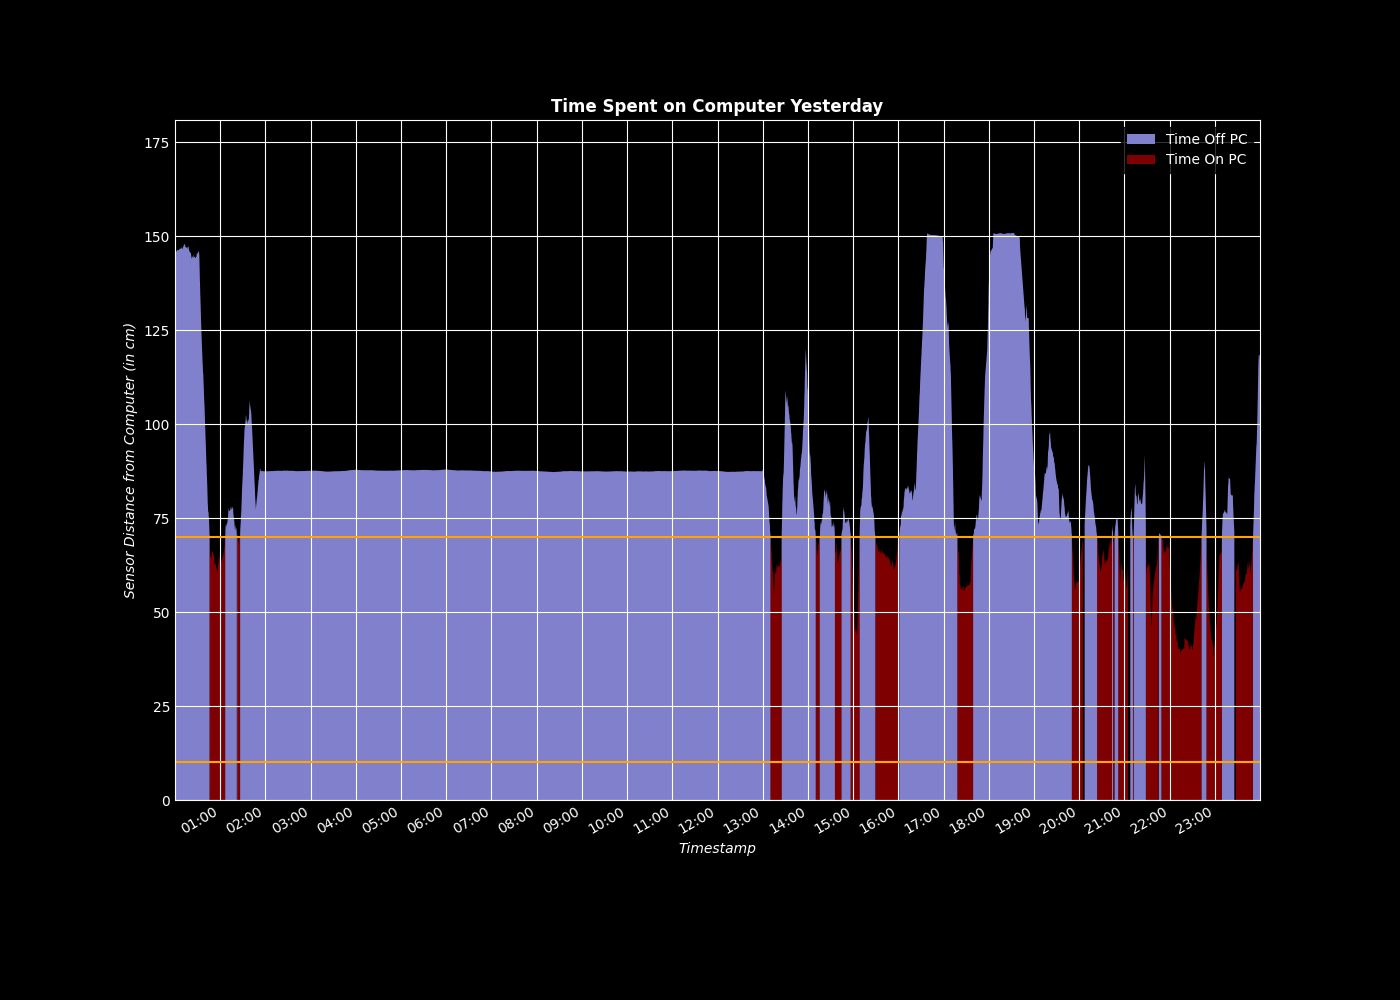 Time Spent on Computer Yesterday
Time Off PC
Time On PC
175
150
125
100
75
50
25
0
Sensor Distance from Computer (in cm)
01:00 02:00 03:00 04:00 05:00 06:00 07:00 08:00 09:00 10:00 11:00 12:00 13:00 14:00 15:00 16:00 17:00 18:00 19:00 20:00 21:00 22:00 23:00
Timestamp